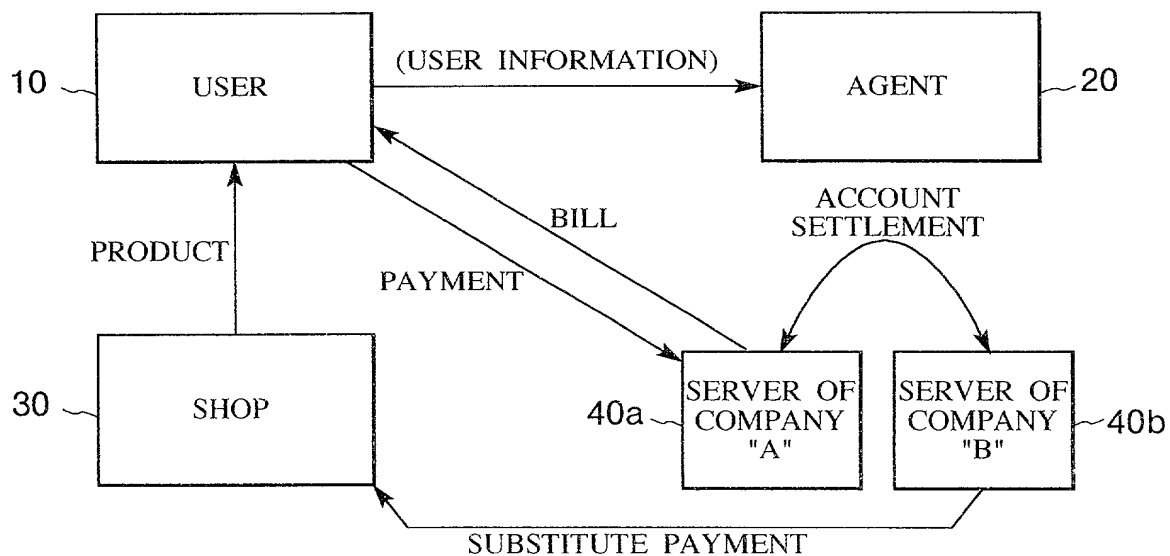 10
USER
(USER INFORMATION)
AGENT
20
PRODUCT
BILL
PAYMENT
ACCOUNT
SETTLEMENT
30
SHOP
40a
SERVER OF
COMPANY
"A"
SERVER OF
COMPANY
"B"
40b
SUBSTITUTE PAYMENT